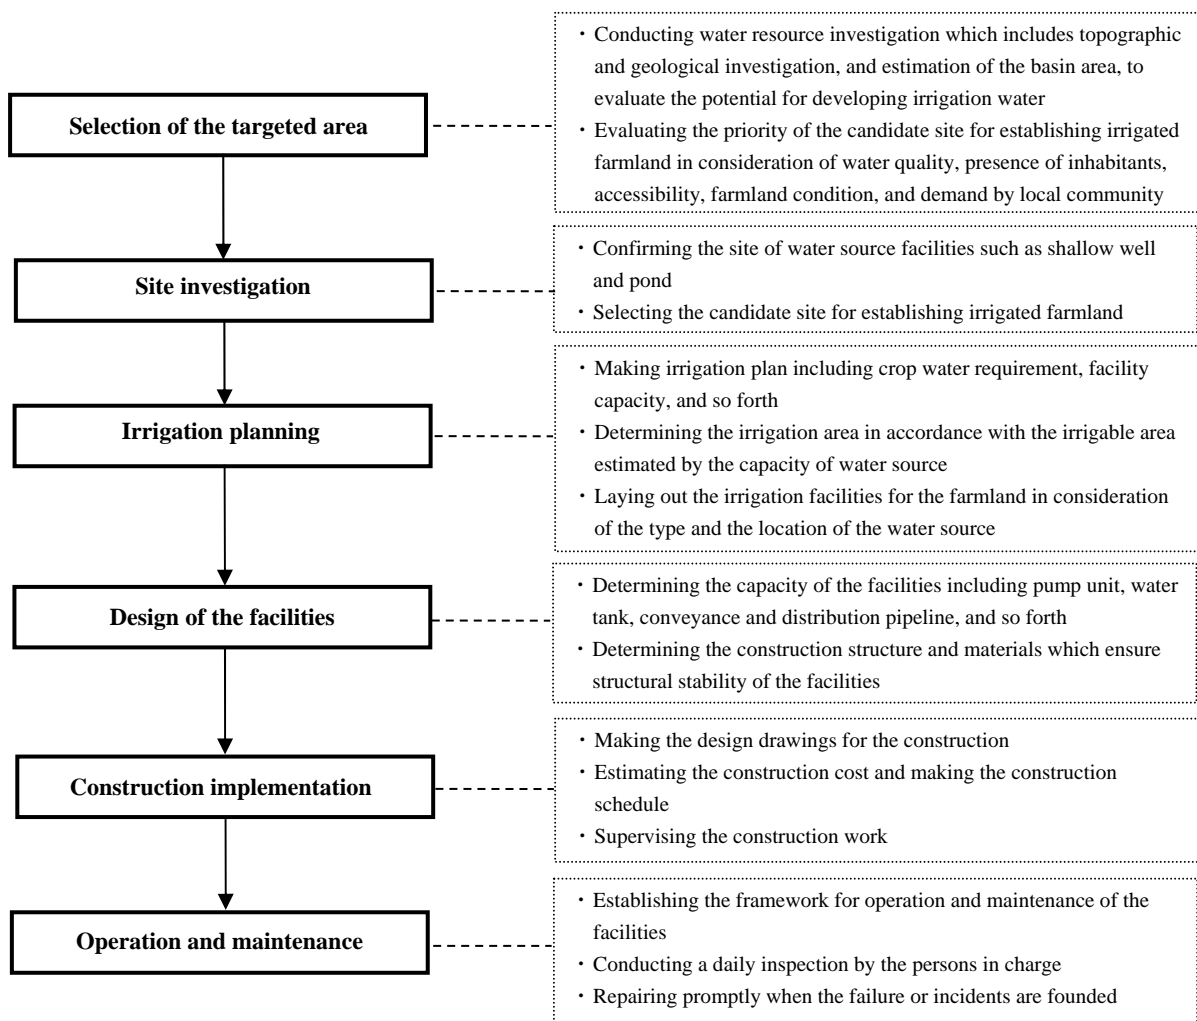 Selection of the targeted area
・Conducting water resource investigation which includes topographic
and geological investigation, and estimation of the basin area, to
evaluate the potential for developing irrigation water
・Evaluating the priority of the candidate site for establishing irrigated
farmland in consideration of water quality, presence of inhabitants,
accessibility, farmland condition, and demand by local community
Site investigation
・Confirming the site of water source facilities such as shallow well
and pond
・Selecting the candidate site for establishing irrigated farmland
Irrigation planning
・Making irrigation plan including crop water requirement, facility
capacity, and so forth
・Determining the irrigation area in accordance with the irrigable area
estimated by the capacity of water source
・Laying out the irrigation facilities for the farmland in consideration
of the type and the location of the water source
Design of the facilities
・Determining the capacity of the facilities including pump unit, water
tank, conveyance and distribution pipeline, and so forth
・Determining the construction structure and materials which ensure
structural stability of the facilities
Construction implementation
・Making the design drawings for the construction
・Estimating the construction cost and making the construction
schedule
・Supervising the construction work
Operation and maintenance
・Establishing the framework for operation and maintenance of the
facilities
・Conducting a daily inspection by the persons in charge
・Repairing promptly when the failure or incidents are founded